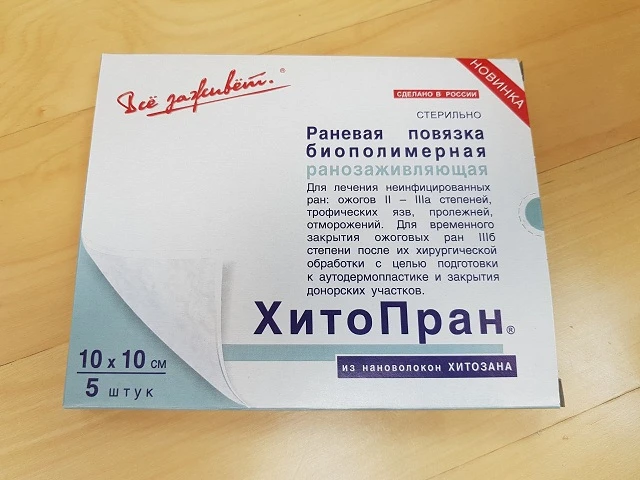 Всё заживёт.®
НОВИНКА
СДЕЛАНО В РОССИИ
СТЕРИЛЬНО
Раневая повязка
биополимерная
ранозаживляющая
Для лечения неинфицированных
ран: ожогов II – IIIа степеней,
трофических язв, пролежней,
отморожений. Для временного
закрытия ожоговых ран IIIб
степени после их хирургической
обработки с целью подготовки
к аутодермопластике и закрытия
донорских участков.
ХитоПран®
из нановолокон ХИТОЗАНА
10 х 10 см
5 штук